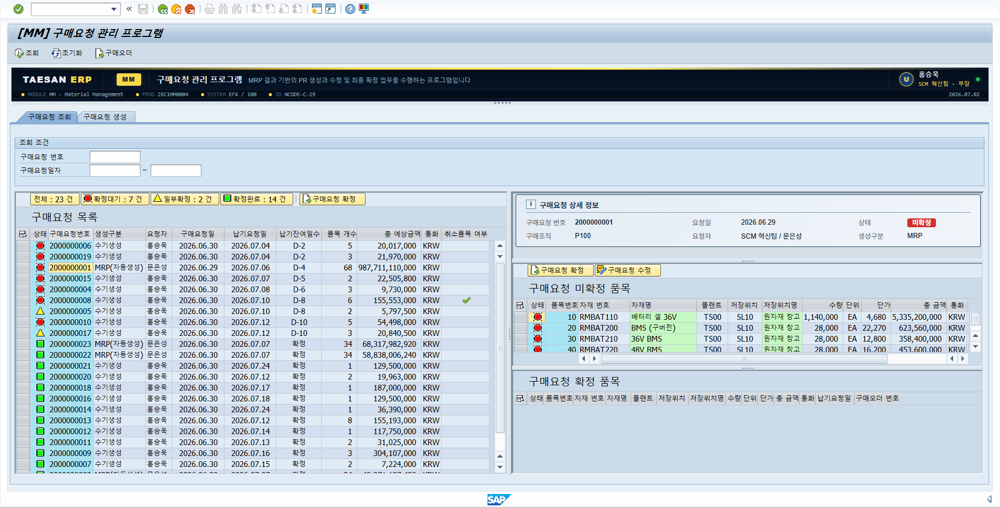 [MM] 구매요청 관리 프로그램
조회 초기화 구매오더
TAESAN ERP MM 구매요청 관리 프로그램 MRP 결과 기반의 PR 생성과 수정 및 최종 확정 업무를 수행하는 프로그램입니다 U 홍승욱
SCM 혁신팀 · 부장
MODULE MM - Material Management PROG ZRC1MM0004 SYSTEM EFX / 100 ID NCODE-C-29 2026.07.02
구매요청 조회 구매요청 생성
조회 조건
구매요청 번호
구매요청일자 ~
전체 : 23 건 확정대기 : 7 건 일부확정 : 2 건 확정완료 : 14 건 구매요청 확정
구매요청 목록
상태 구매요청번호 생성구분 요청자 구매요청일 납기요청일 납기잔여일수 품목 개수 총 예상금액 통화 취소품목 여부
2000000006 수기생성 홍승욱 2026.06.30 2026.07.04 D-2 5 20,017,000 KRW
2000000019 수기생성 홍승욱 2026.06.30 2026.07.04 D-2 3 21,970,000 KRW
2000000001 MRP(자동생성) 문은성 2026.06.29 2026.07.06 D-4 68 987,711,110,000 KRW
2000000015 수기생성 홍승욱 2026.06.30 2026.07.07 D-5 2 22,505,800 KRW
2000000004 수기생성 홍승욱 2026.06.30 2026.07.08 D-6 3 9,730,000 KRW
2000000008 수기생성 홍승욱 2026.06.30 2026.07.10 D-8 6 155,553,000 KRW
2000000005 수기생성 홍승욱 2026.06.30 2026.07.10 D-8 2 5,797,500 KRW
2000000010 수기생성 홍승욱 2026.06.30 2026.07.12 D-10 5 54,498,000 KRW
2000000017 수기생성 홍승욱 2026.06.30 2026.07.12 D-10 3 20,840,500 KRW
2000000023 MRP(자동생성) 문은성 2026.06.30 2026.07.07 확정 34 68,317,982,920 KRW
2000000022 MRP(자동생성) 문은성 2026.06.30 2026.07.07 확정 34 58,838,006,240 KRW
2000000021 수기생성 홍승욱 2026.06.30 2026.07.24 확정 1 129,500,000 KRW
2000000020 수기생성 홍승욱 2026.06.30 2026.07.12 확정 2 19,963,000 KRW
2000000018 수기생성 홍승욱 2026.06.30 2026.07.17 확정 1 187,000,000 KRW
2000000016 수기생성 홍승욱 2026.06.30 2026.07.18 확정 1 129,500,000 KRW
2000000014 수기생성 홍승욱 2026.06.30 2026.07.24 확정 1 36,390,000 KRW
2000000013 수기생성 홍승욱 2026.06.30 2026.07.12 확정 8 155,193,000 KRW
2000000012 수기생성 홍승욱 2026.06.30 2026.07.14 확정 1 117,750,000 KRW
2000000011 수기생성 홍승욱 2026.06.30 2026.07.13 확정 2 31,025,000 KRW
2000000009 수기생성 홍승욱 2026.06.30 2026.07.16 확정 3 304,107,000 KRW
2000000007 수기생성 홍승욱 2026.06.30 2026.07.15 확정 2 7,224,000 KRW
i 구매요청 상세 정보
구매요청 번호 2000000001 요청일 2026.06.29 상태 미확정
구매조직 P100 요청자 SCM 혁신팀 / 문은성 생성구분 MRP
구매요청 확정 구매요청 수정
구매요청 미확정 품목
상태 품목번호 자재 번호 자재명 플랜트 저장위치 저장위치명 수량 단위 단가 총 금액 통화
10 RMBAT110 배터리 셀 36V TS00 SL10 원자재 창고 1,140,000 EA 4,680 5,335,200,000 KRW
20 RMBAT200 BMS (구버전) TS00 SL10 원자재 창고 28,000 EA 22,270 623,560,000 KRW
30 RMBAT210 36V BMS TS00 SL10 원자재 창고 28,000 EA 12,800 358,400,000 KRW
40 RMBAT220 48V BMS TS00 SL10 원자재 창고 28,000 EA 16,200 453,600,000 KRW
구매요청 확정 품목
상태 품목번호 자재 번호 자재명 플랜트 저장위치 저장위치명 수량 단위 단가 총 금액 통화 납기요청일 구매오더 번호
SAP